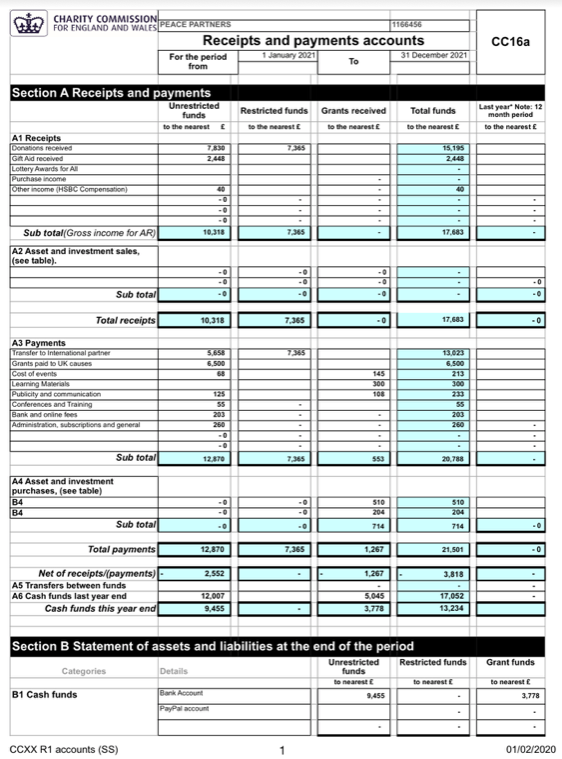 CHARITY COMMISSION FOR ENGLAND AND WALES PEACE PARTNERS 1166456
Receipts and payments accounts CC16a
For the period from 1 January 2021 To 31 December 2021
Section A Receipts and payments
Unrestricted funds Restricted funds Grants received Total funds Last year* Note: 12 month period
to the nearest £ to the nearest £ to the nearest £ to the nearest £ to the nearest £
A1 Receipts
Donations received 7,830 7,365 15,195
Gift Aid received 2,448 2,448
Lottery Awards for All -
Purchase income - -
Other income (HSBC Compensation) 40 - 40
- 0 - - - -
- 0 - - - -
- 0 - - - -
Sub total(Gross income for AR) 10,318 7,365 - 17,683 -
A2 Asset and investment sales, (see table).
- 0 - 0 - 0 -
- 0 - 0 - 0 - - 0
Sub total - 0 - 0 - 0 - - 0
Total receipts 10,318 7,365 - 0 17,683 - 0
A3 Payments
Transfer to International partner 5,658 7,365 13,023
Grants paid to UK causes 6,500 6,500
Cost of events 68 145 213
Learning Materials 300 300
Publicity and communication 125 108 233
Conferences and Training 55 - 55
Bank and online fees 203 - - 203
Administration, subscriptions and general 260 - - 260 -
- 0 - - - -
- 0 - - - -
Sub total 12,870 7,365 553 20,788 -
A4 Asset and investment purchases, (see table)
B4 - 0 - 0 510 510
B4 - 0 - 0 204 204
Sub total - 0 - 0 714 714 - 0
Total payments 12,870 7,365 1,267 21,501 - 0
Net of receipts/(payments) - 2,552 - - 1,267 - 3,818 -
A5 Transfers between funds - - -
A6 Cash funds last year end 12,007 5,045 17,052 -
Cash funds this year end 9,455 - 3,778 13,234
Section B Statement of assets and liabilities at the end of the period
Categories Details Unrestricted funds Restricted funds Grant funds
to nearest £ to nearest £ to nearest £
B1 Cash funds Bank Account 9,455 - 3,778
PayPal account - -
- - -
CCXX R1 accounts (SS) 1 01/02/2020